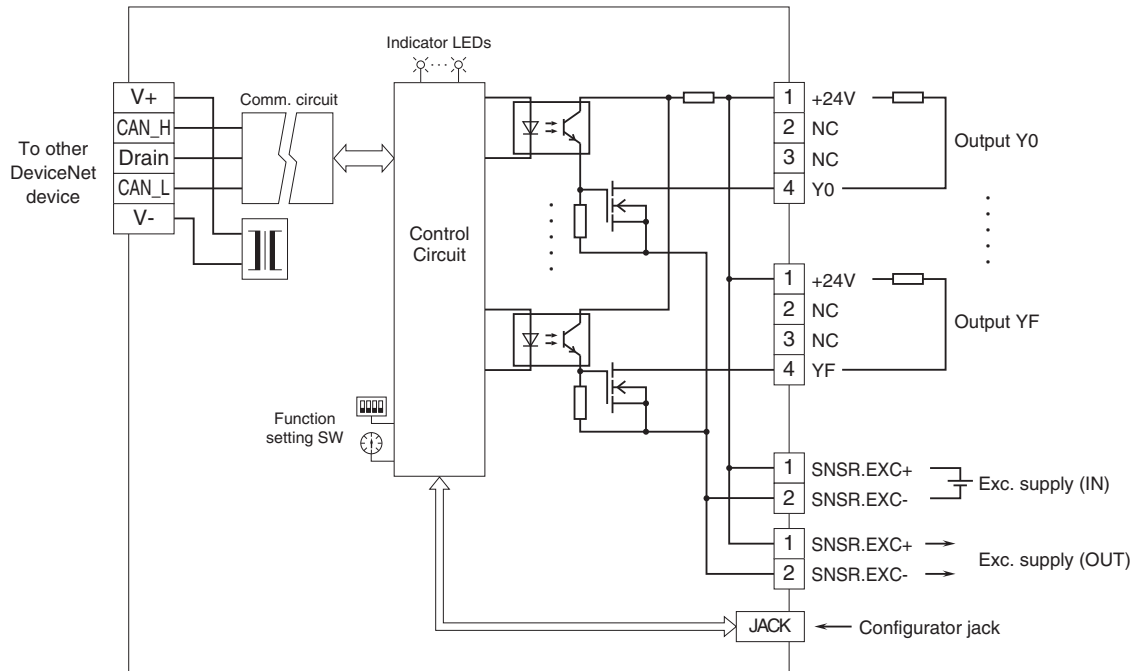 Indicator LEDs
To other
DeviceNet
device
V+
CAN_H
Drain
CAN_L
V-
Comm. circuit
Control
Circuit
Function
setting SW
1 +24V
2 NC
3 NC
4 Y0
Output Y0
1 +24V
2 NC
3 NC
4 YF
Output YF
1 SNSR.EXC+
2 SNSR.EXC-
Exc. supply (IN)
1 SNSR.EXC+
2 SNSR.EXC-
Exc. supply (OUT)
JACK
Configurator jack